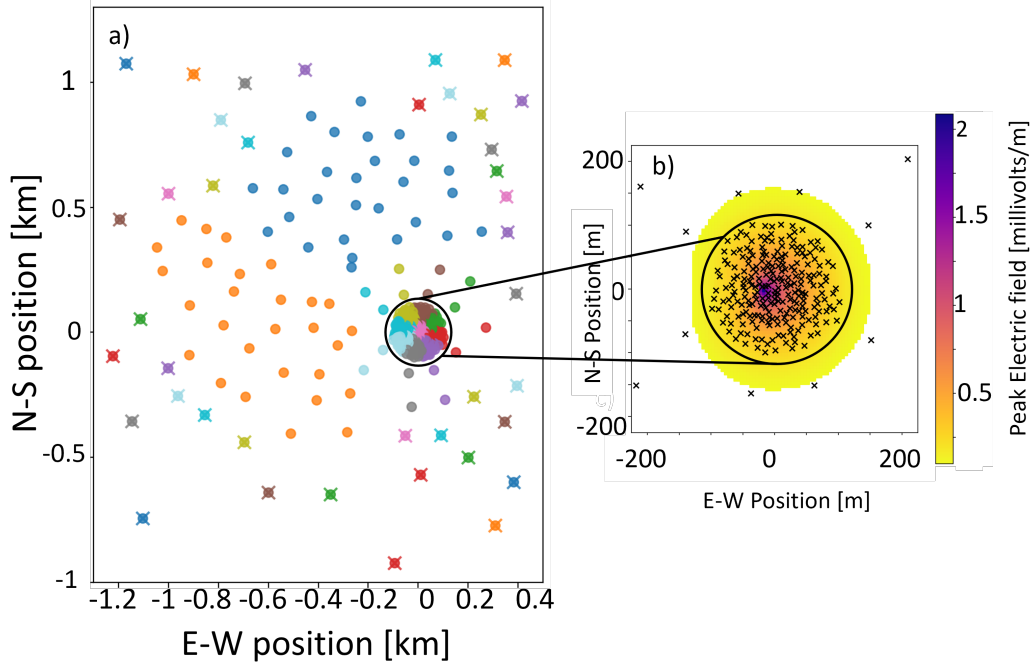 a)
1
0.5
0
-0.5
-1
N-S position [km]
-1.2 -1 -0.8 -0.6 -0.4 -0.2 0 0.2 0.4
E-W position [km]
b)
200
0
-200
N-S Position [m]
-200 0 200
E-W Position [m]
2
1.5
1
0.5
Peak Electric field [millivolts/m]